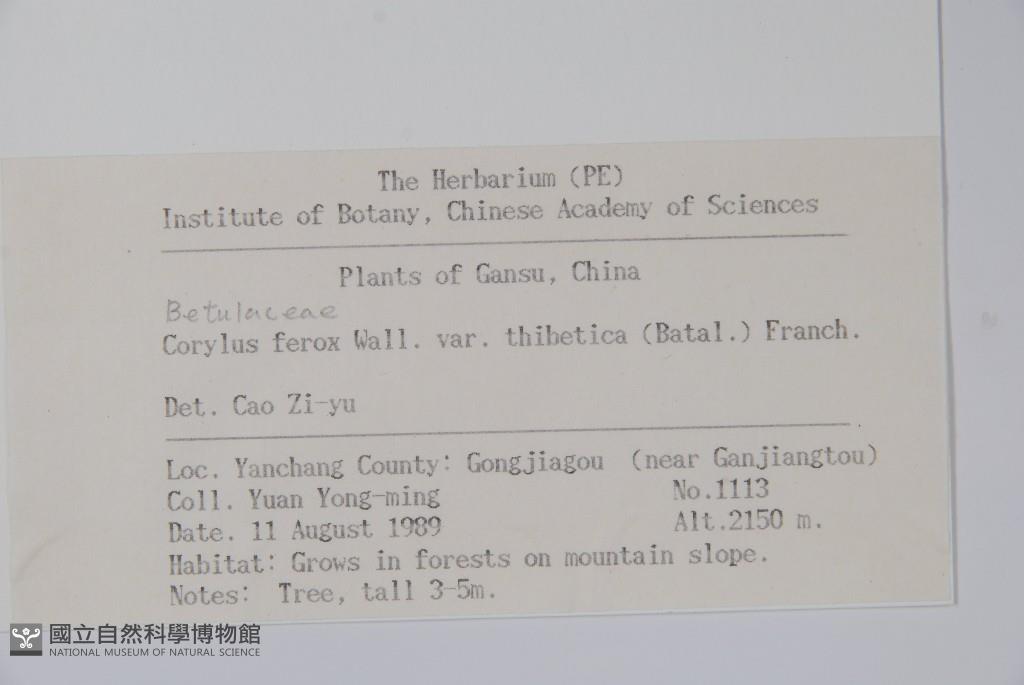 The Herbarium (PE)
Institute of Botany, Chinese Academy of Sciences
Plants of Gansu, China
Betulaceae
Corylus ferox Wall. var. thibetica (Batal.) Franch.
Det. Cao Zi-yu
Loc. Yanchang County: Gongjiagou (near Ganjiangtou)
Coll. Yuan Yong-ming No.1113
Date. 11 August 1989 Alt.2150 m.
Habitat: Grows in forests on mountain slope.
Notes: Tree, tall 3-5m.
國立自然科學博物館
NATIONAL MUSEUM OF NATURAL SCIENCE